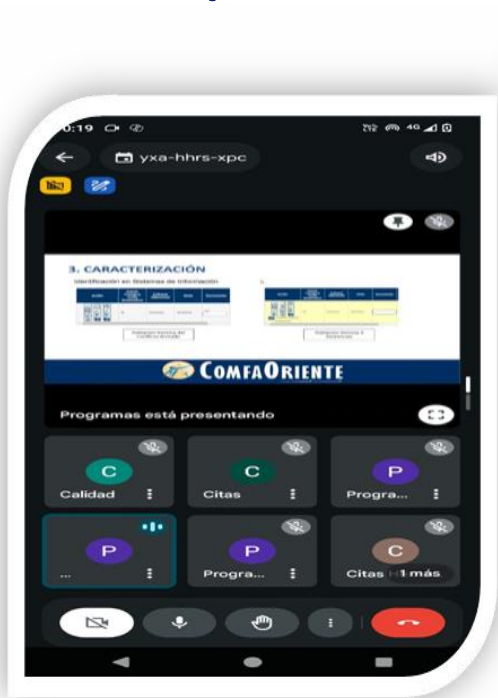 0:19
4G
yxa-hhrs-xpc
3. CARACTERIZACIÓN
Identificación en Sistemas de Información
COMFAORIENTE
Programas está presentando
C
C
P
Calidad
Citas
Progra...
P
P
C
...
Progra...
Citas
1 más